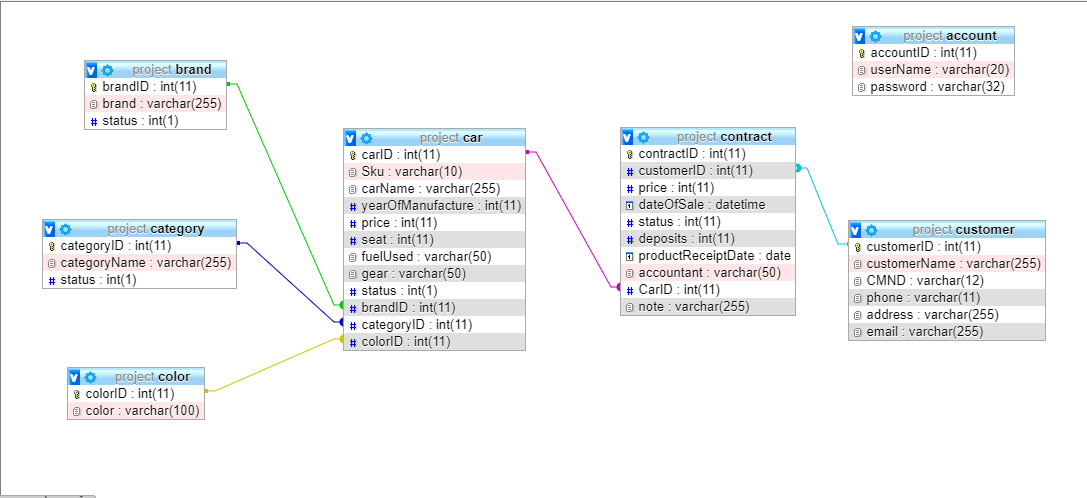 project account
accountID : int(11)
userName : varchar(20)
password : varchar(32)
project brand
brandID : int(11)
brand : varchar(255)
status : int(1)
project car
carID : int(11)
Sku : varchar(10)
carName : varchar(255)
yearOfManufacture : int(11)
price : int(11)
seat : int(11)
fuelUsed : varchar(50)
gear : varchar(50)
status : int(1)
brandID : int(11)
categoryID : int(11)
colorID : int(11)
project contract
contractID : int(11)
customerID : int(11)
price : int(11)
dateOfSale : datetime
status : int(11)
deposits : int(11)
productReceiptDate : date
accountant : varchar(50)
CarID : int(11)
note : varchar(255)
project category
categoryID : int(11)
categoryName : varchar(255)
status : int(1)
project customer
customerID : int(11)
customerName : varchar(255)
CMND : varchar(12)
phone : varchar(11)
address : varchar(255)
email : varchar(255)
project color
colorID : int(11)
color : varchar(100)